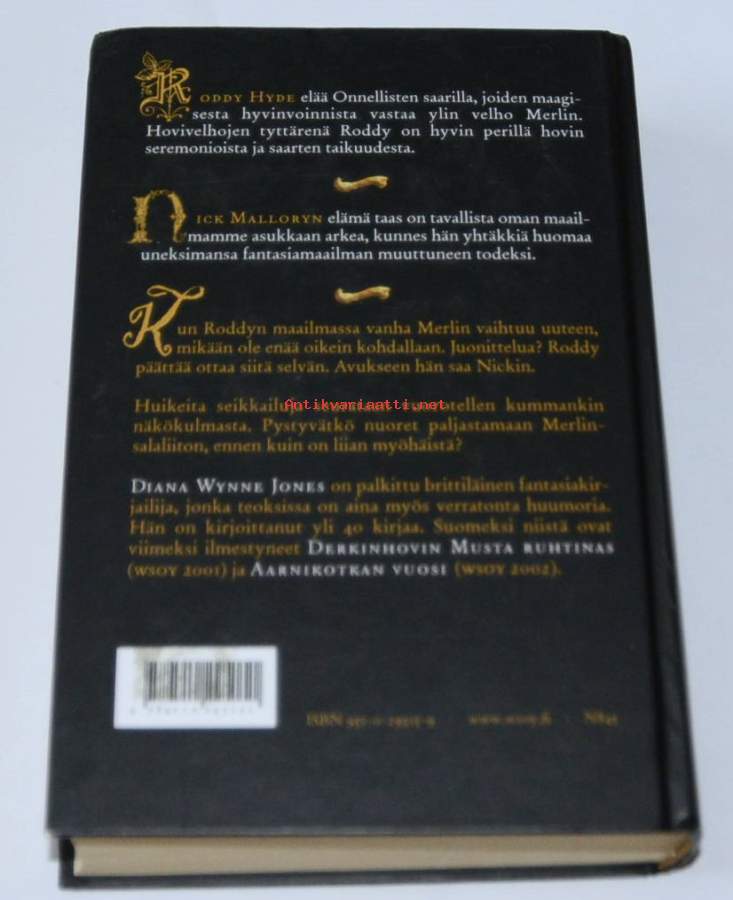 RODDY HYDE elää Onnellisten saarilla, joiden maagi-
sesta hyvinvoinnista vastaa ylin velho Merlin.
Hovivelhojen tyttärenä Roddy on hyvin perillä hovin
seremonioista ja saarten taikuudesta.
NICK MALLORYN elämä taas on tavallista oman maail-
mamme asukkaan arkea, kunnes hän yhtäkkiä huomaa
uneksimansa fantasiamaailman muuttuneen todeksi.
Kun Roddyn maailmassa vanha Merlin vaihtuu uuteen,
mikään ole enää oikein kohdallaan. Juonittelua? Roddy
päättää ottaa siitä selvän. Avukseen hän saa Nickin.
Huikeita seikkailuja kummankin
Antikvariaatti.net
näkökulmasta. Pystyvätkö nuoret paljastamaan Merlin-
salaliiton, ennen kuin on liian myöhäistä?
DIANA WYNNE JONES on palkittu brittiläinen fantasiakir-
jailija, jonka teoksissa on aina myös verratonta huumoria.
Hän on kirjoittanut yli 40 kirjaa. Suomeksi niistä ovat
viimeksi ilmestyneet DERKINHOVIN MUSTA RUHTINAS
(WSOY 2001) ja AARNIKOTKAN VUOSI (WSOY 2002).
ISBN www.wsoy.fi